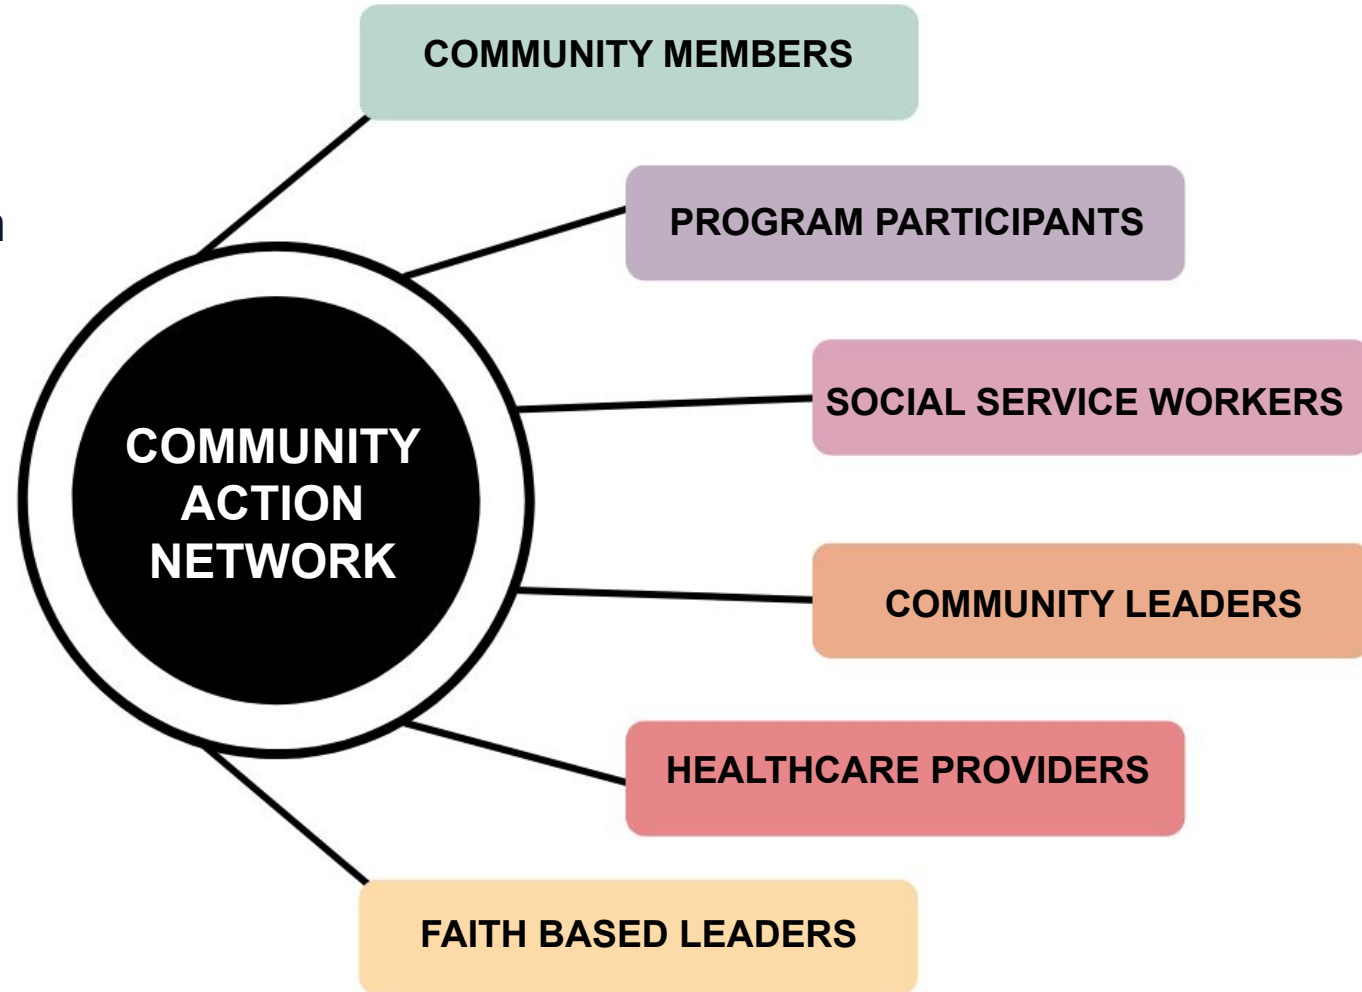 COMMUNITY MEMBERS
PROGRAM PARTICIPANTS
SOCIAL SERVICE WORKERS
COMMUNITY
ACTION
NETWORK
COMMUNITY LEADERS
HEALTHCARE PROVIDERS
FAITH BASED LEADERS